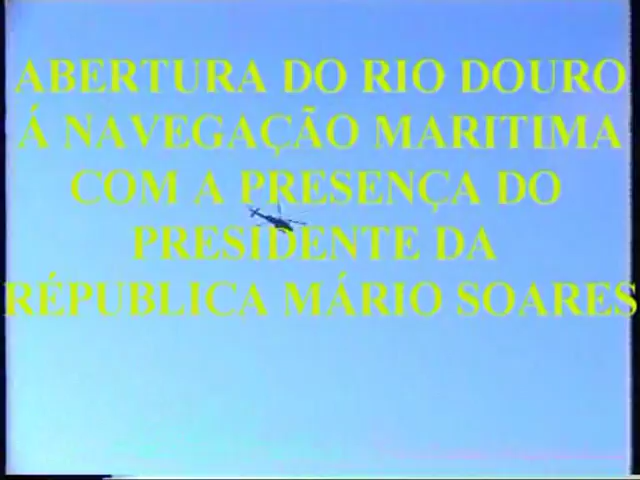 ABERTURA DO RIO DOURO
Á NAVEGAÇÃO MARITIMA
COM A PRESENÇA DO
PRESIDENTE DA
RÉPUBLICA MÁRIO SOARES